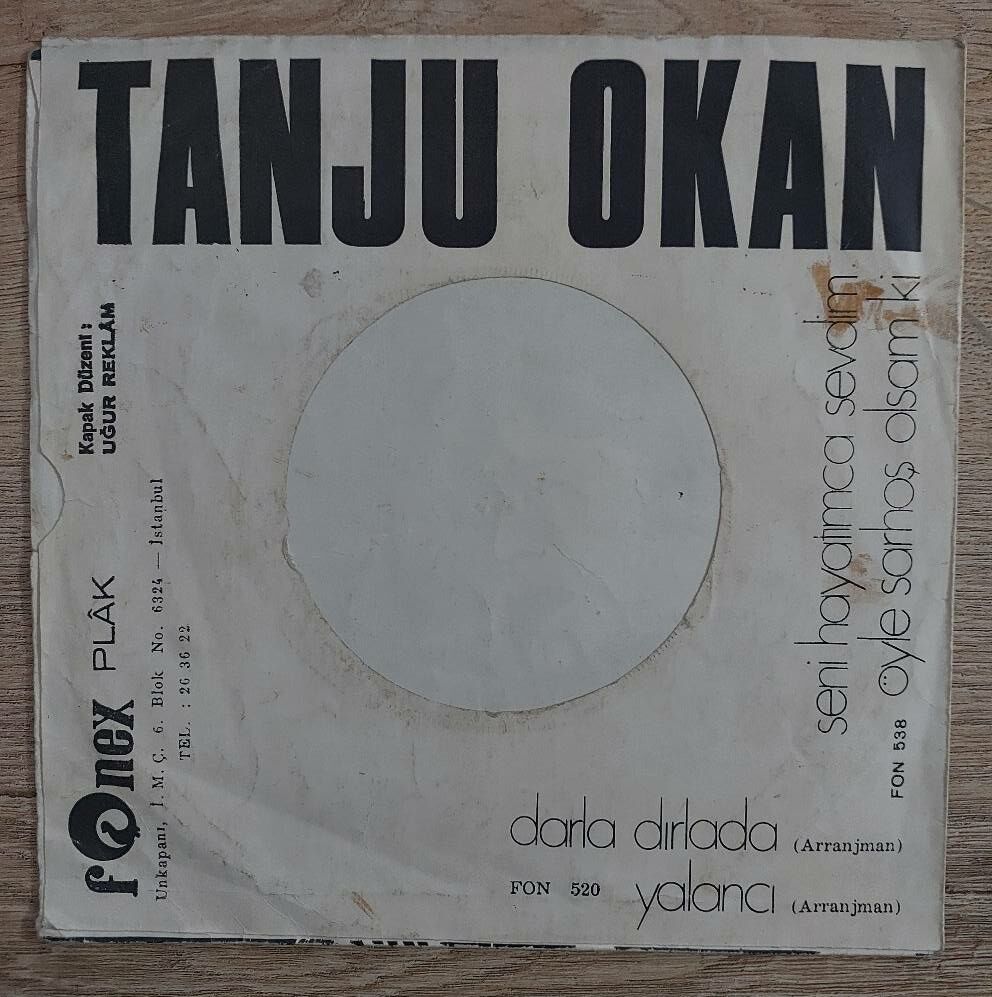 TANJU OKAN
Kapak Düzeni :
UĞUR REKLÂM
fonex PLÂK
Unkapanı, İ. M. Ç. 6. Blok No. 6324 — İstanbul
TEL. : 26 36 22
seni hayatımca sevdim
öyle sarhoş olsam ki
FON 538
darla dırlada (Arranjman)
FON 520 yalancı (Arranjman)